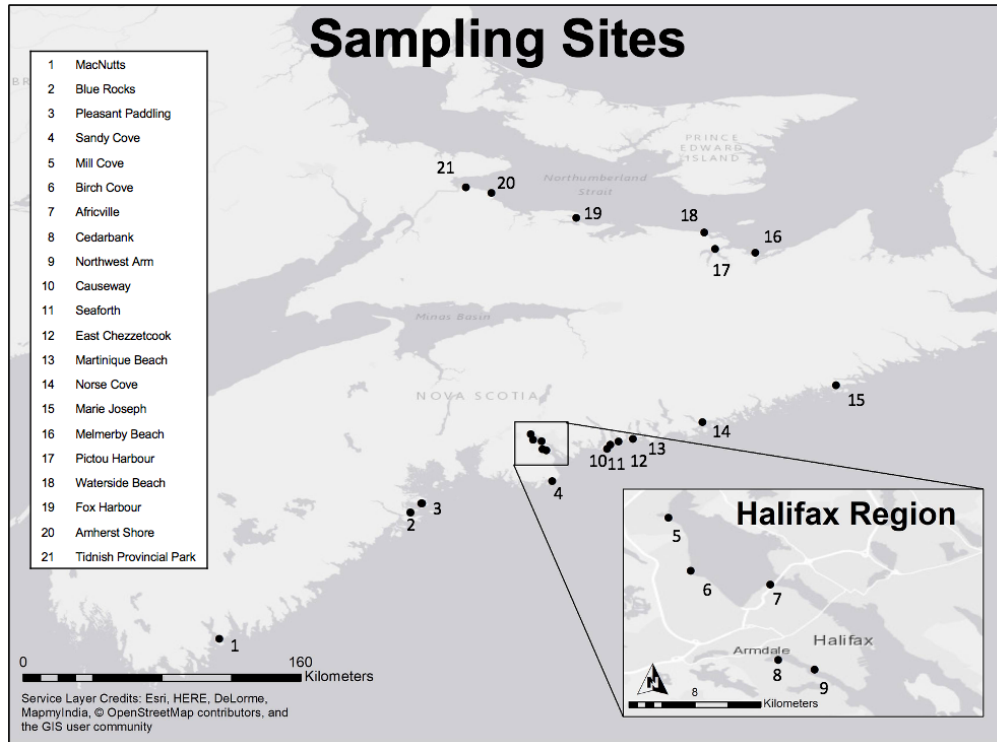 Sampling Sites
1 MacNutts
2 Blue Rocks
3 Pleasant Paddling
4 Sandy Cove
5 Mill Cove
6 Birch Cove
7 Africville
8 Cedarbank
9 Northwest Arm
10 Causeway
11 Seaforth
12 East Chezzetcook
13 Martinique Beach
14 Norse Cove
15 Marie Joseph
16 Melmerby Beach
17 Pictou Harbour
18 Waterside Beach
19 Fox Harbour
20 Amherst Shore
21 Tidnish Provincial Park
BR
PRINCE
EDWARD
ISLAND
Northumberland
Strait
21
20
19
18
16
17
Minas Basin
NOVA SCOTIA
15
14
13
10 11 12
4
2 3
1
Halifax Region
5
6
7
Halifax
Armdale
8
9
N
8
Kilometers
0 160
Kilometers
Service Layer Credits: Esri, HERE, DeLorme,
MapmyIndia, © OpenStreetMap contributors, and
the GIS user community